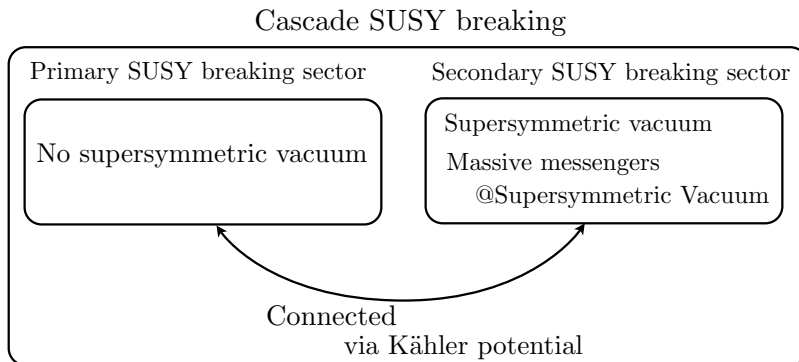 Cascade SUSY breaking
Primary SUSY breaking sector
No supersymmetric vacuum
Secondary SUSY breaking sector
Supersymmetric vacuum
Massive messengers
@Supersymmetric Vacuum
Connected
via Kähler potential